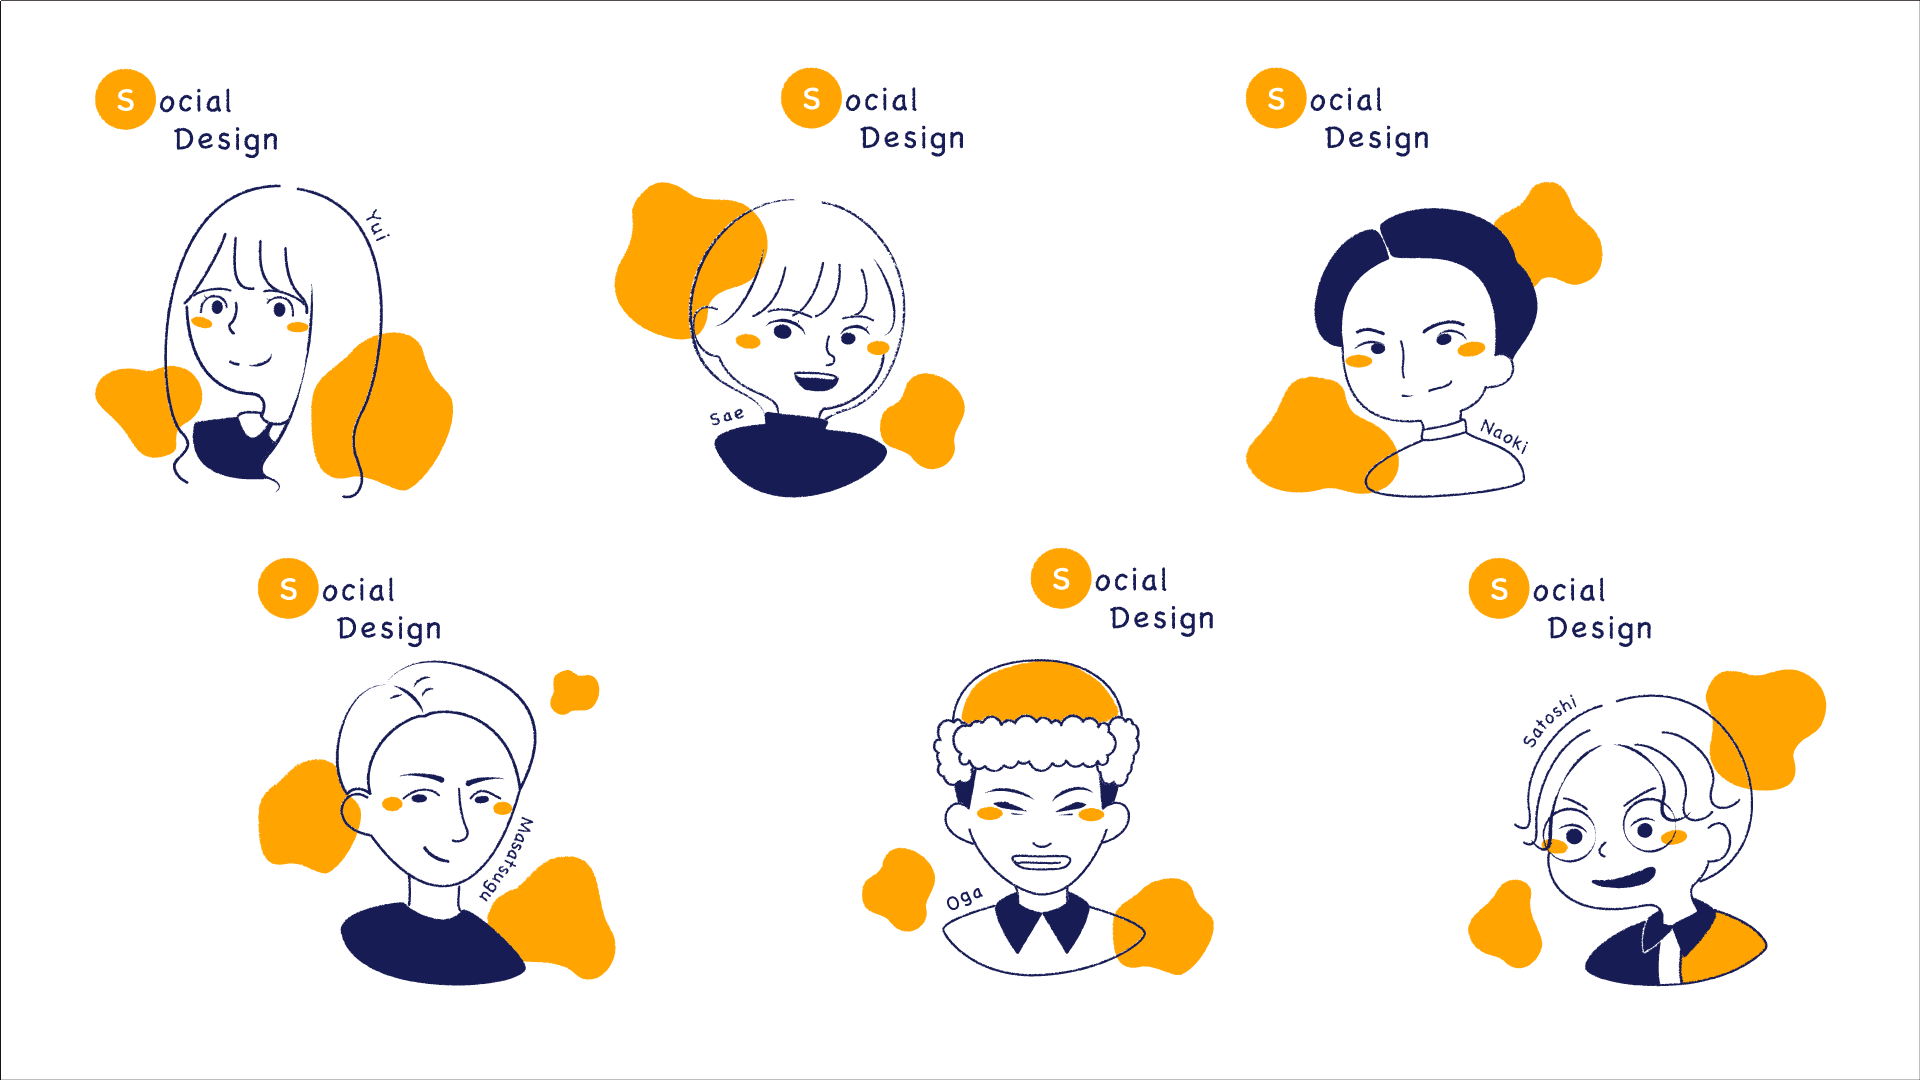 Social
Design
Yui
Social
Design
Sae
Social
Design
Naoki
Social
Design
Masatsugu
Social
Design
Oga
Social
Design
Satoshi